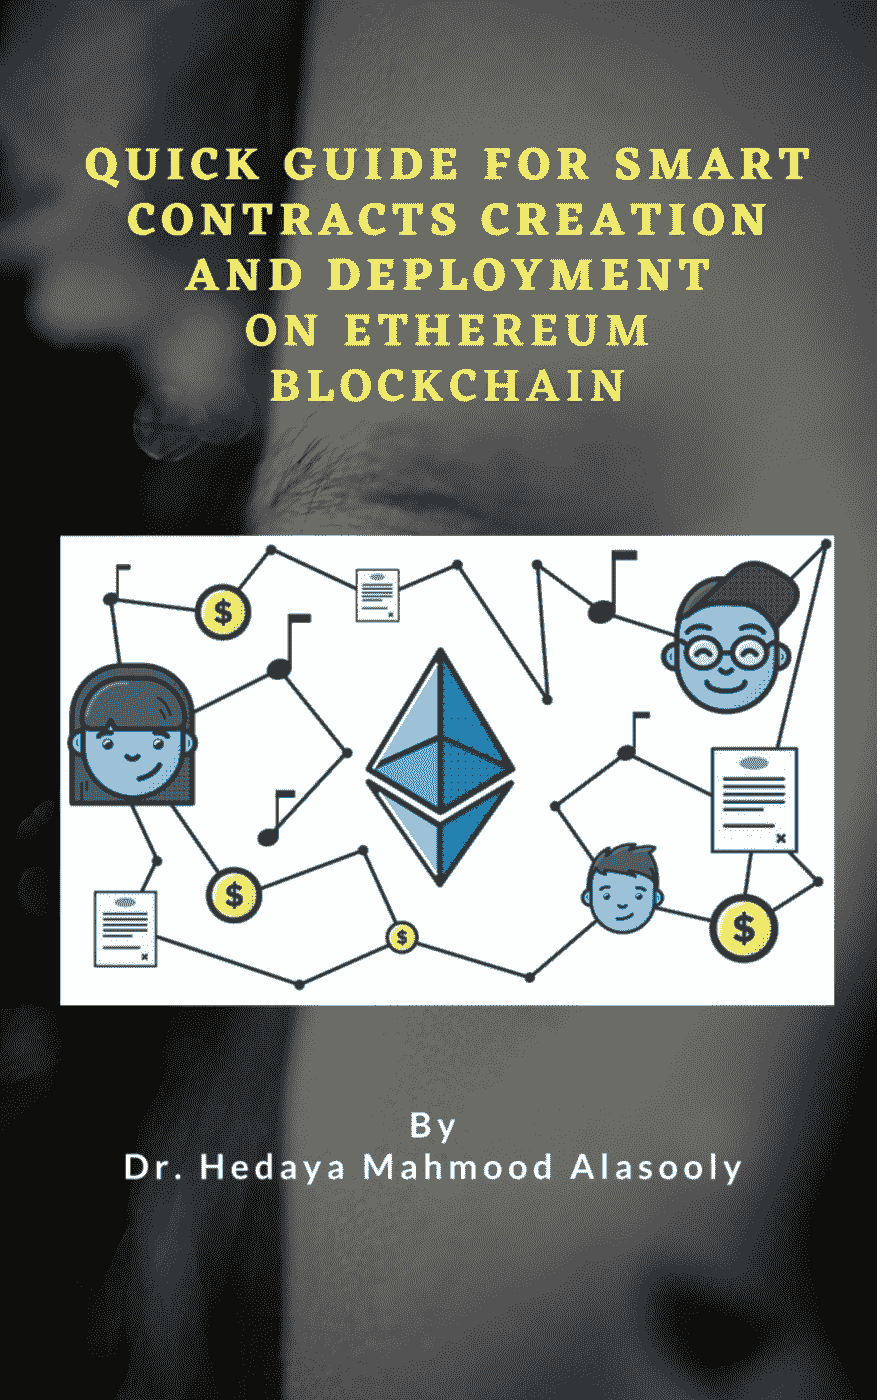 QUICK GUIDE FOR SMART
CONTRACTS CREATION
AND DEPLOYMENT
ON ETHEREUM
BLOCKCHAIN
$
$
$
$
By
Dr. Hedaya Mahmood Alasooly